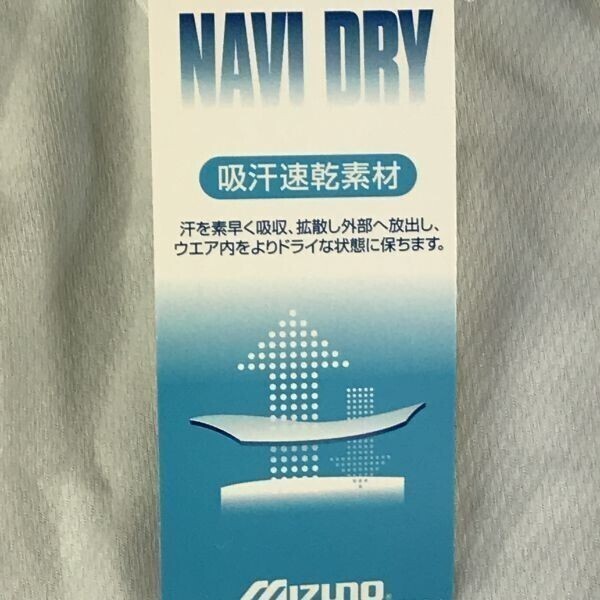 NAVI DRY
吸汗速乾素材
汗を素早く吸収、拡散し外部へ放出し、
ウエア内をよりドライな状態に保ちます。
MIZUNO®